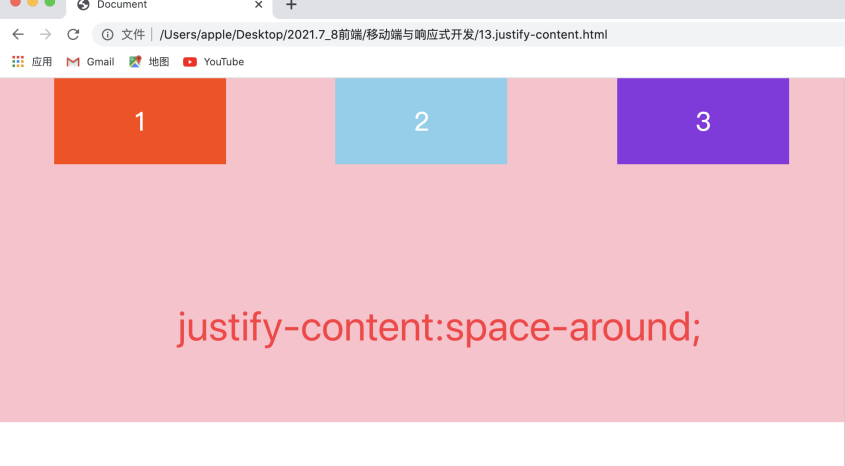 Document
文件 /Users/apple/Desktop/2021.7_8前端/移动端与响应式开发/13.justify-content.html
应用 Gmail 地图 YouTube
1 2 3
justify-content:space-around;